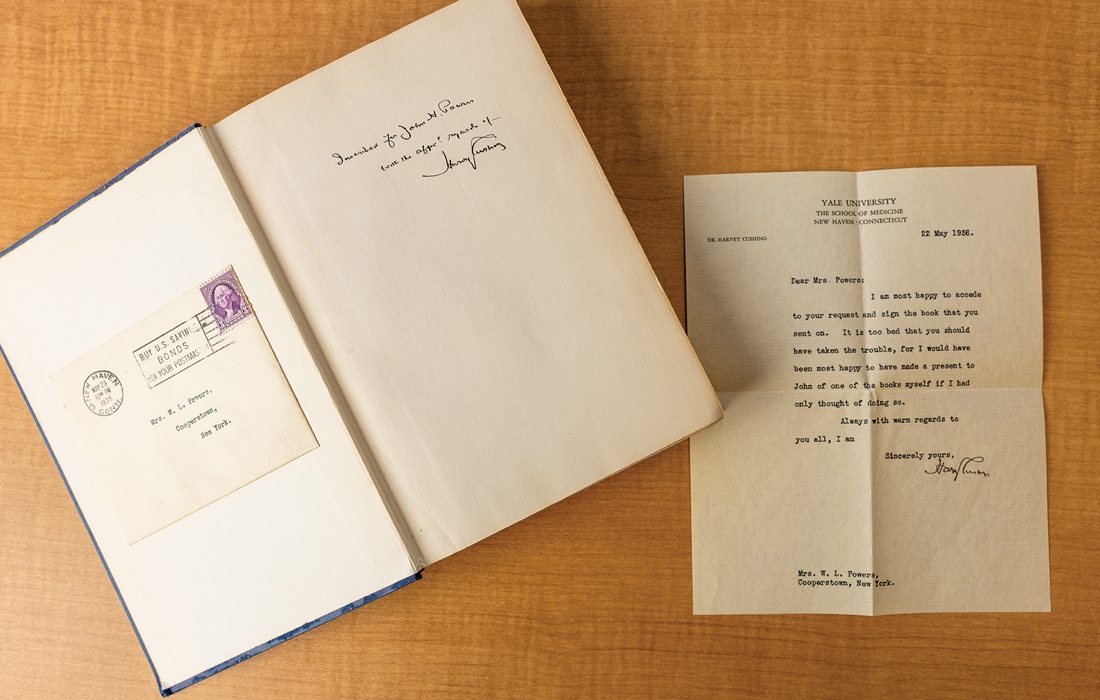 Inscribed for John H. Powers
with the affec! regards of—
Harvey Cushing
BUY U.S. SAVINGS
BONDS
ASK YOUR POSTMASTER
NEW HAVEN
MAY 23
PM
1936
CONN.
Mrs. W. L. Powers,
Cooperstown,
New York.
YALE UNIVERSITY
THE SCHOOL OF MEDICINE
NEW HAVEN · CONNECTICUT
DR. HARVEY CUSHING
22 May 1936.
Dear Mrs. Powers:
I am most happy to accede
to your request and sign the book that you
sent on. It is too bad that you should
have taken the trouble, for I would have
been most happy to have made a present to
John of one of the books myself if I had
only thought of doing so.
Always with warm regards to
you all, I am
Sincerely yours,
Harvey Cushing
Mrs. W. L. Powers,
Cooperstown, New York.